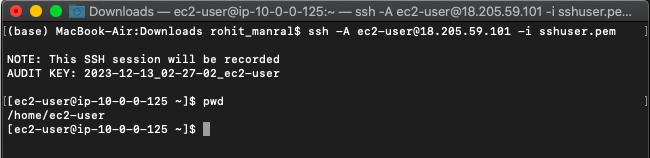 Downloads — ec2-user@ip-10-0-0-125:~ — ssh -A ec2-user@18.205.59.101 -i sshuser.pe...
[(base) MacBook-Air:Downloads rohit_manral$ ssh -A ec2-user@18.205.59.101 -i sshuser.pem ]
NOTE: This SSH session will be recorded
AUDIT KEY: 2023-12-13_02-27-02_ec2-user
[[ec2-user@ip-10-0-0-125 ~]$ pwd ]
/home/ec2-user
[ec2-user@ip-10-0-0-125 ~]$